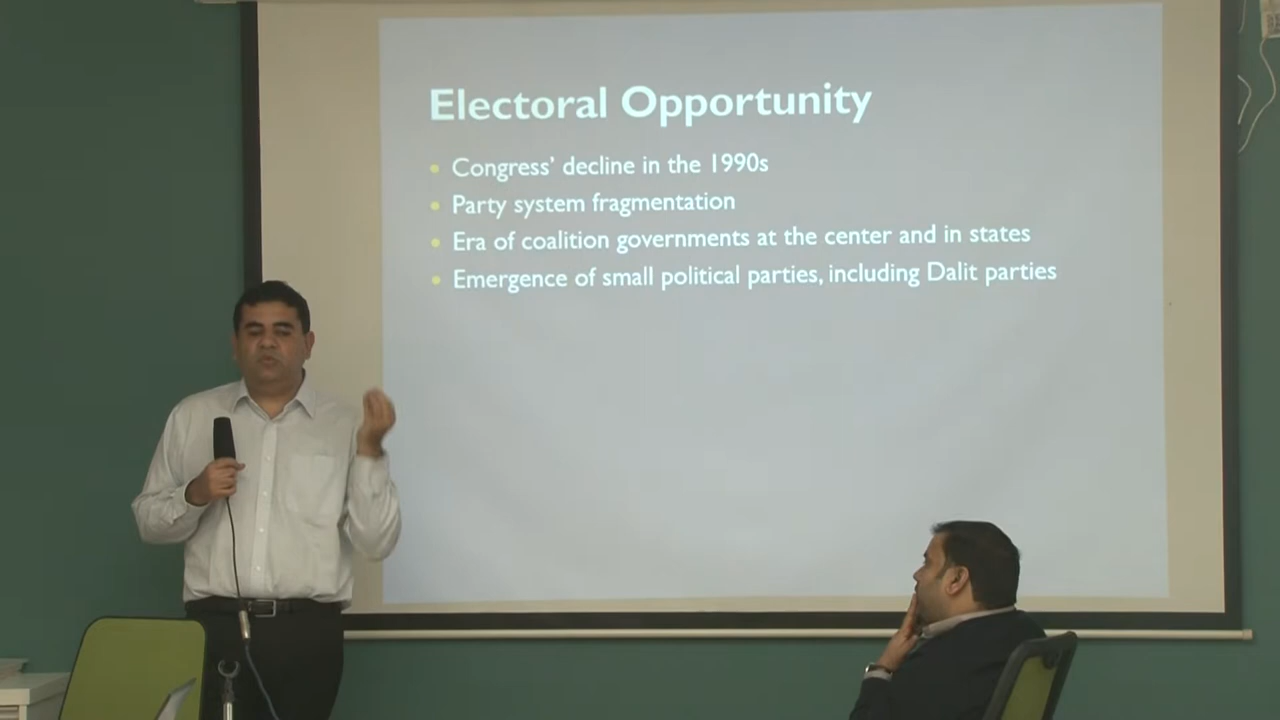 Electoral Opportunity
• Congress' decline in the 1990s
• Party system fragmentation
• Era of coalition governments at the center and in states
• Emergence of small political parties, including Dalit parties